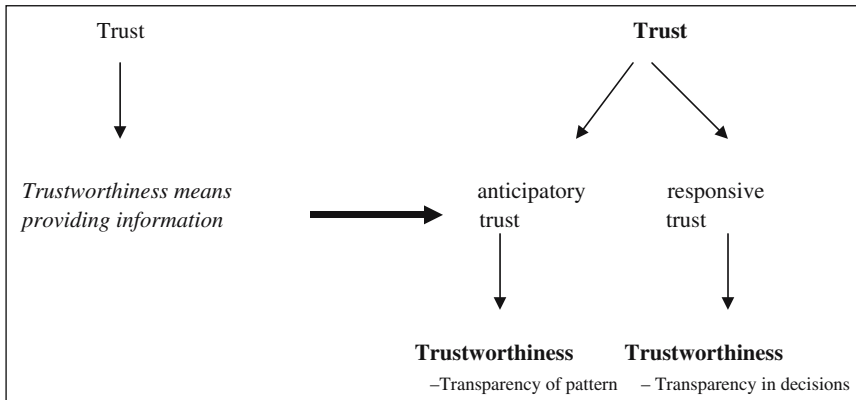 Trust
Trust
Trustworthiness means
providing information
anticipatory
trust
responsive
trust
Trustworthiness
–Transparency of pattern
Trustworthiness
– Transparency in decisions